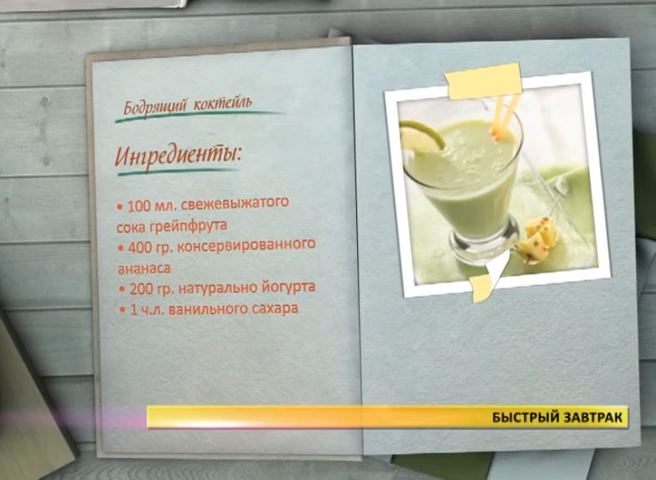 Бодрящий коктейль
Ингредиенты:
• 100 мл. свежевыжатого
сока грейпфрута
• 400 гр. консервированного
ананаса
• 200 гр. натурально йогурта
• 1 ч.л. ванильного сахара
БЫСТРЫЙ ЗАВТРАК